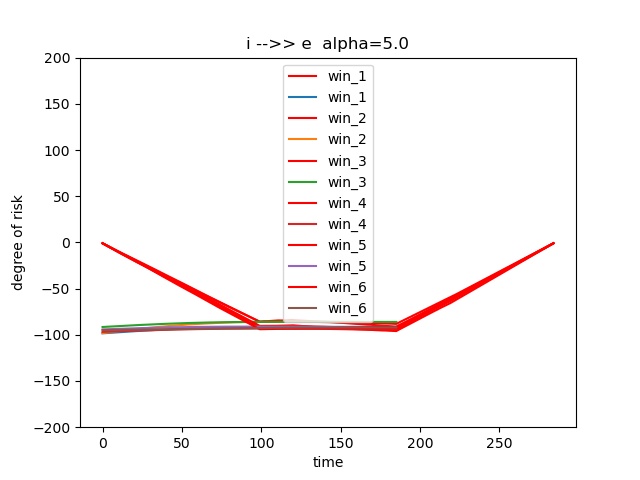 i -->> e  alpha=5.0
degree of risk
200
150
100
50
0
−50
−100
−150
−200
win_1
win_1
win_2
win_2
win_3
win_3
win_4
win_4
win_5
win_5
win_6
win_6
0 50 100 150 200 250
time